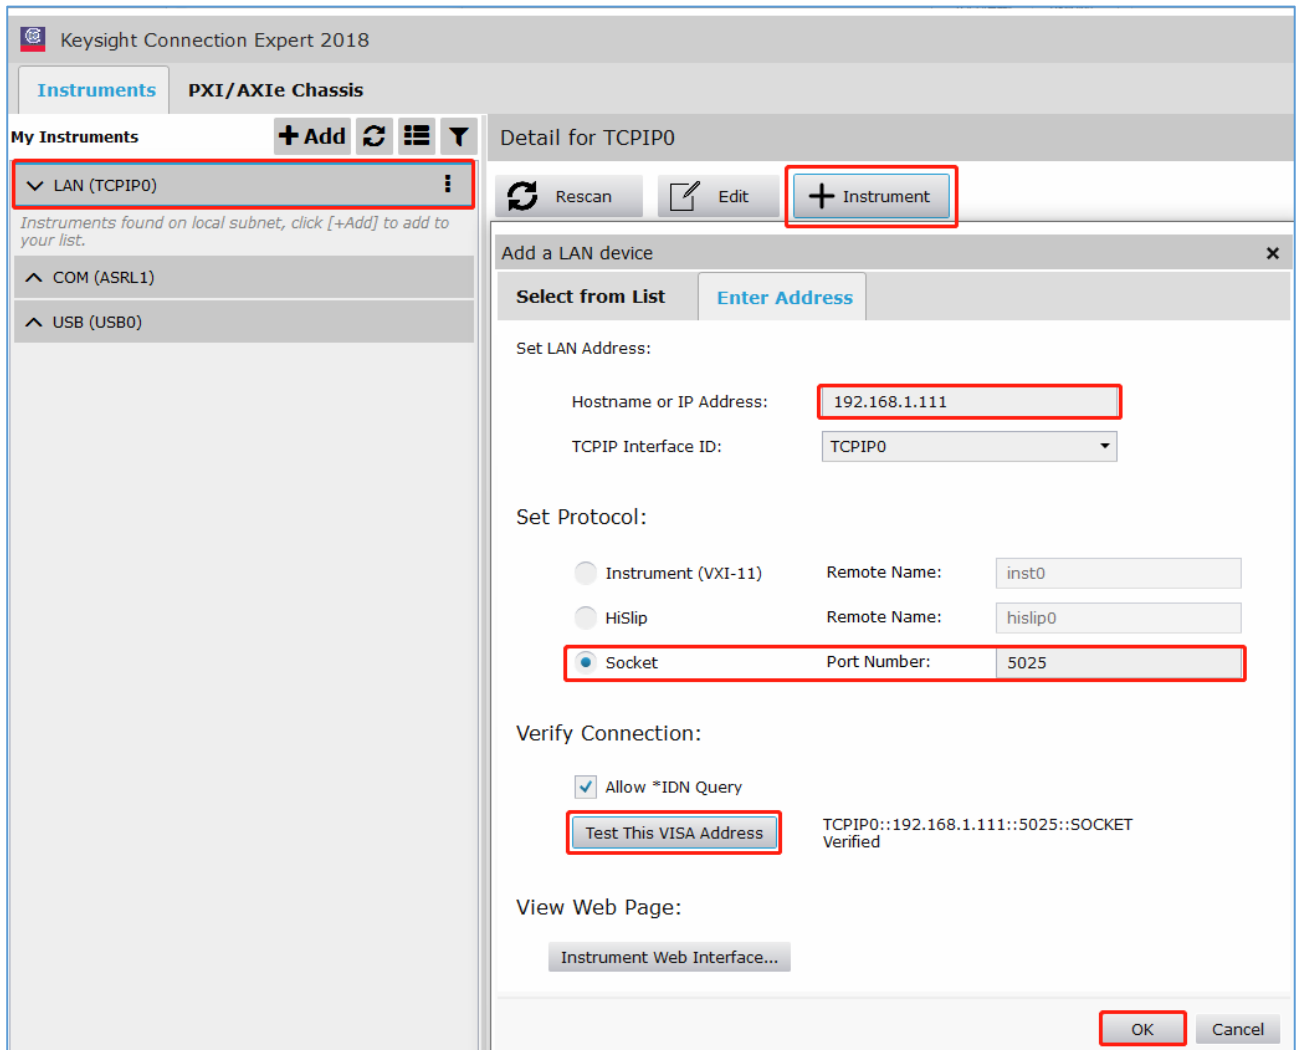 Keysight Connection Expert 2018
Instruments PXI/AXIe Chassis
My Instruments Add
LAN (TCPIP0)
Instruments found on local subnet, click [+Add] to add to
your list.
COM (ASRL1)
USB (USB0)
Detail for TCPIP0
Rescan Edit Instrument
Add a LAN device
Select from List Enter Address
Set LAN Address:
Hostname or IP Address: 192.168.1.111
TCPIP Interface ID: TCPIP0
Set Protocol:
Instrument (VXI-11) Remote Name: inst0
HiSlip Remote Name: hislip0
Socket Port Number: 5025
Verify Connection:
Allow *IDN Query
Test This VISA Address
TCPIP0::192.168.1.111::5025::SOCKET
Verified
View Web Page:
Instrument Web Interface...
OK Cancel